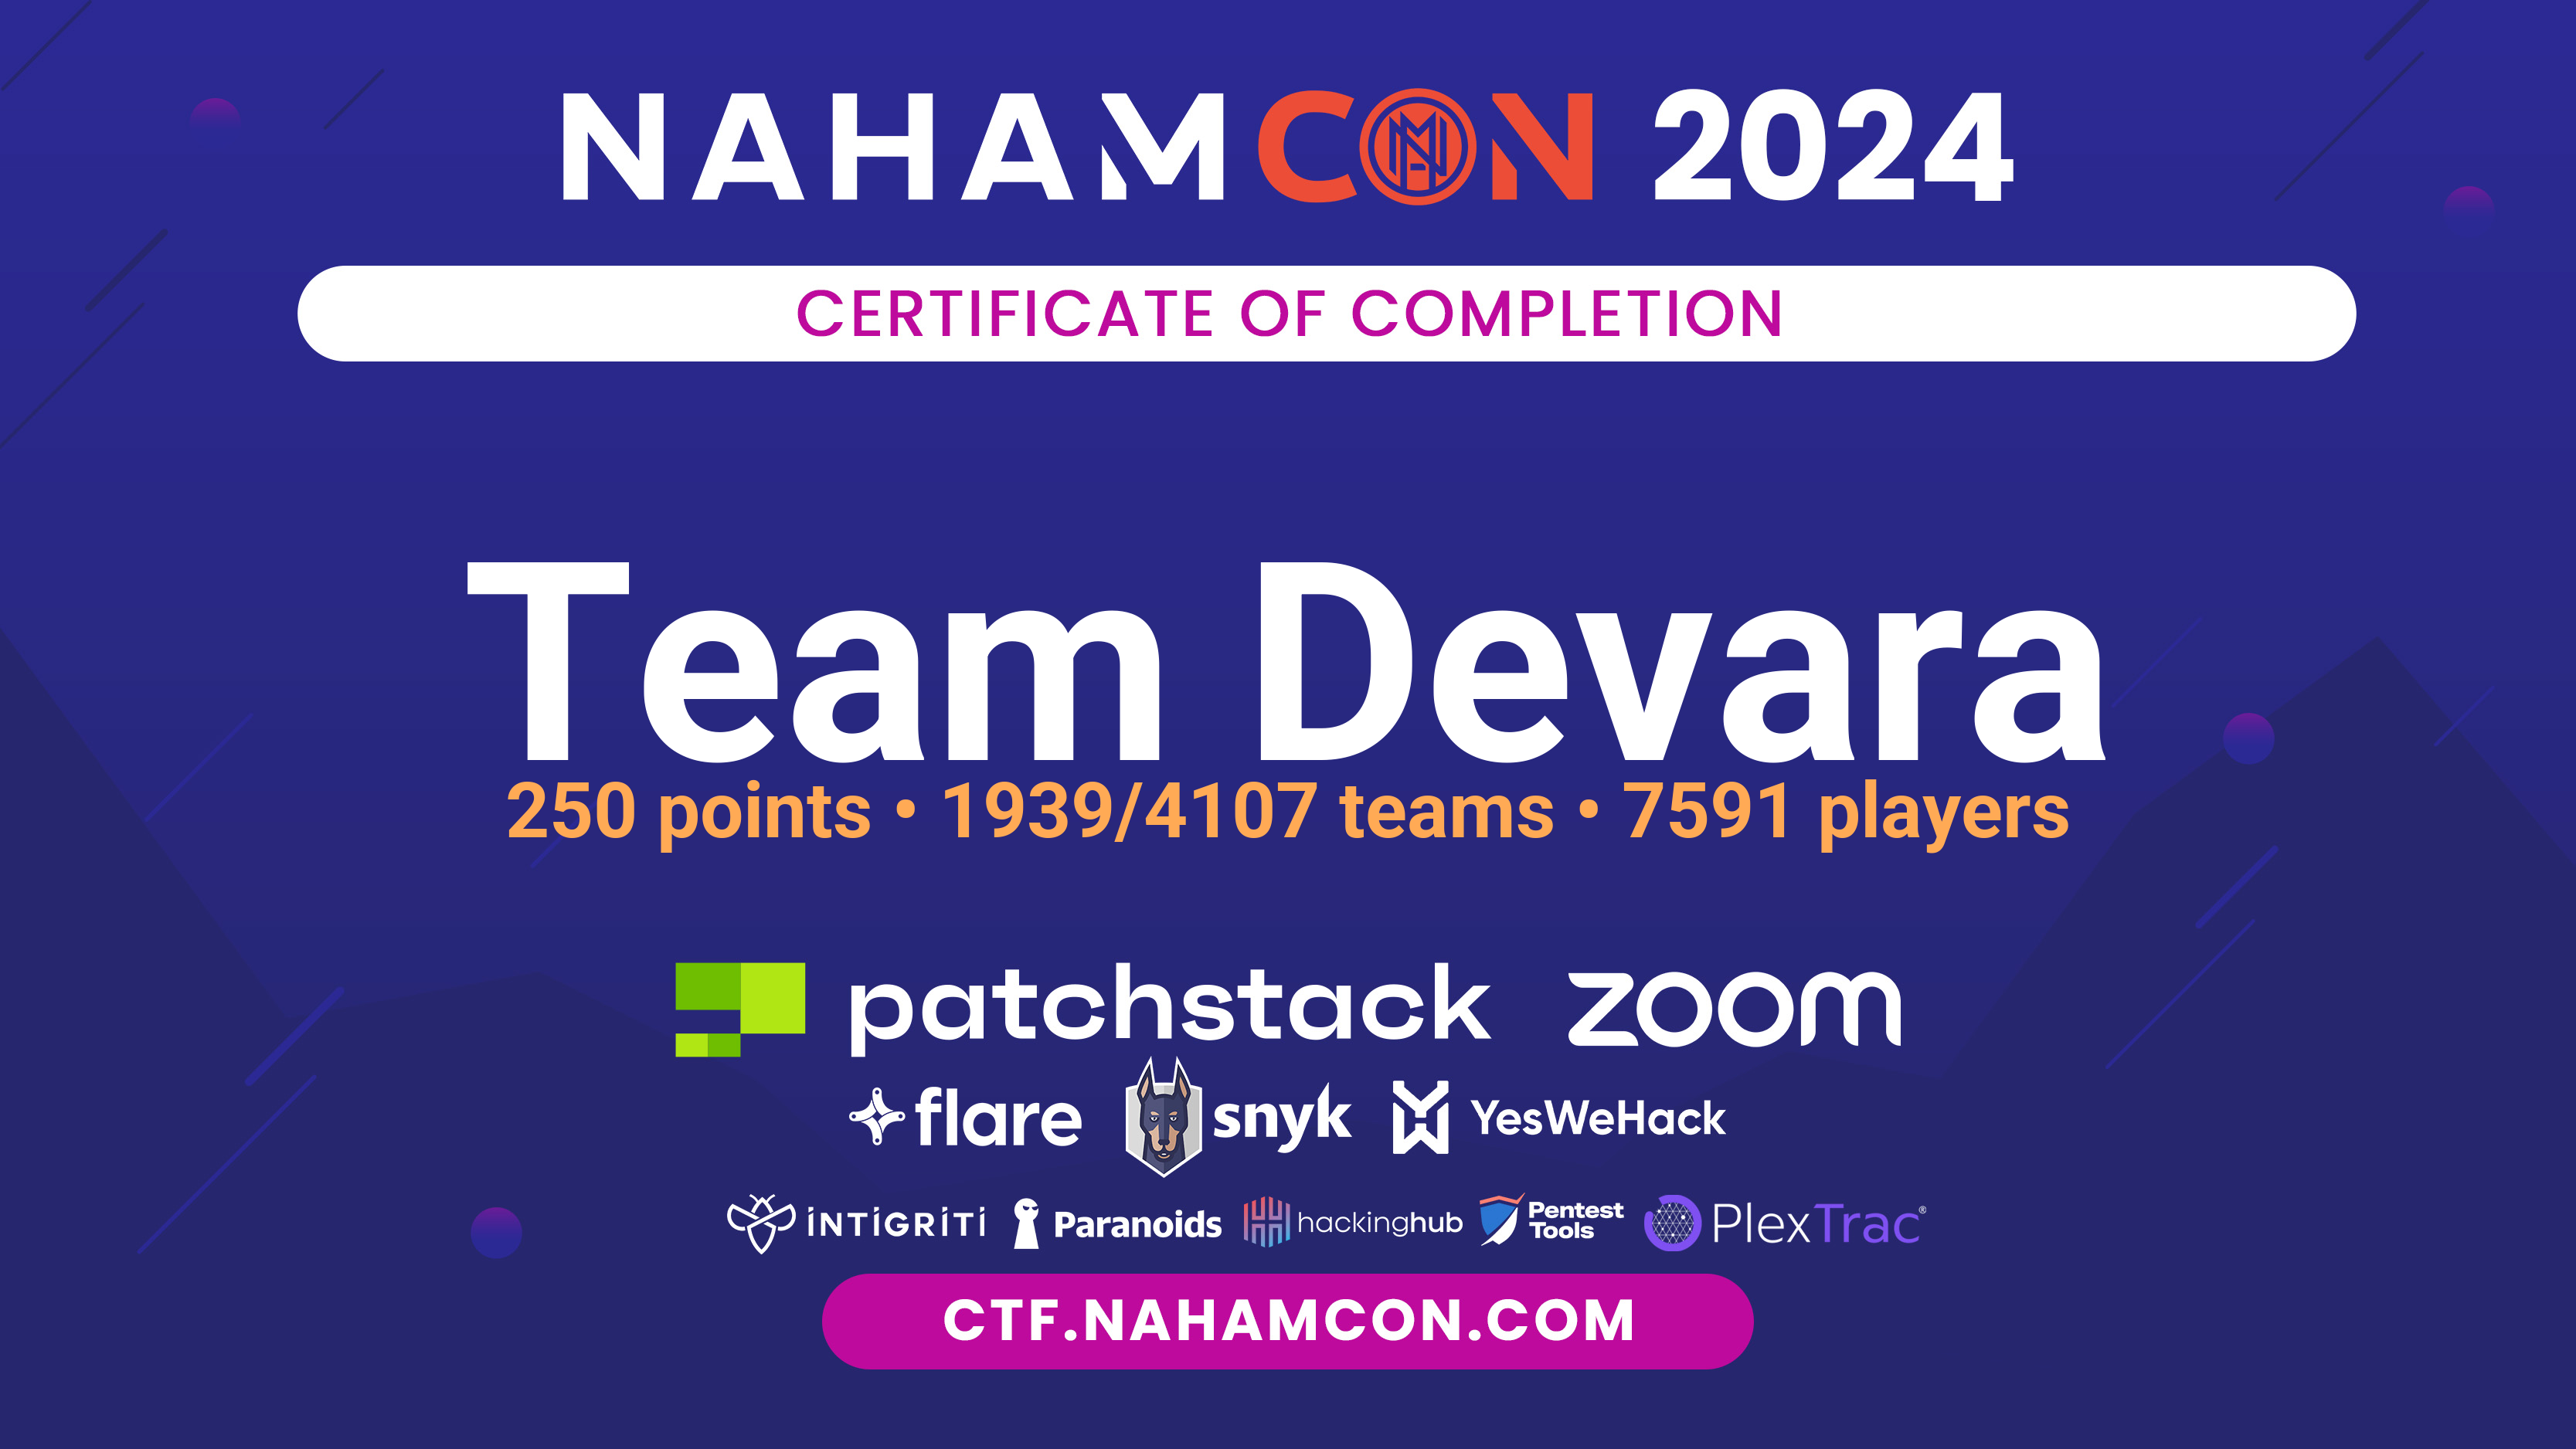 NAHAMCON 2024
CERTIFICATE OF COMPLETION
Team Devara
250 points • 1939/4107 teams • 7591 players
patchstack zoom
flare snyk YesWeHack
INTIGRITI Paranoids hackinghub Pentest Tools PlexTrac®
CTF.NAHAMCON.COM